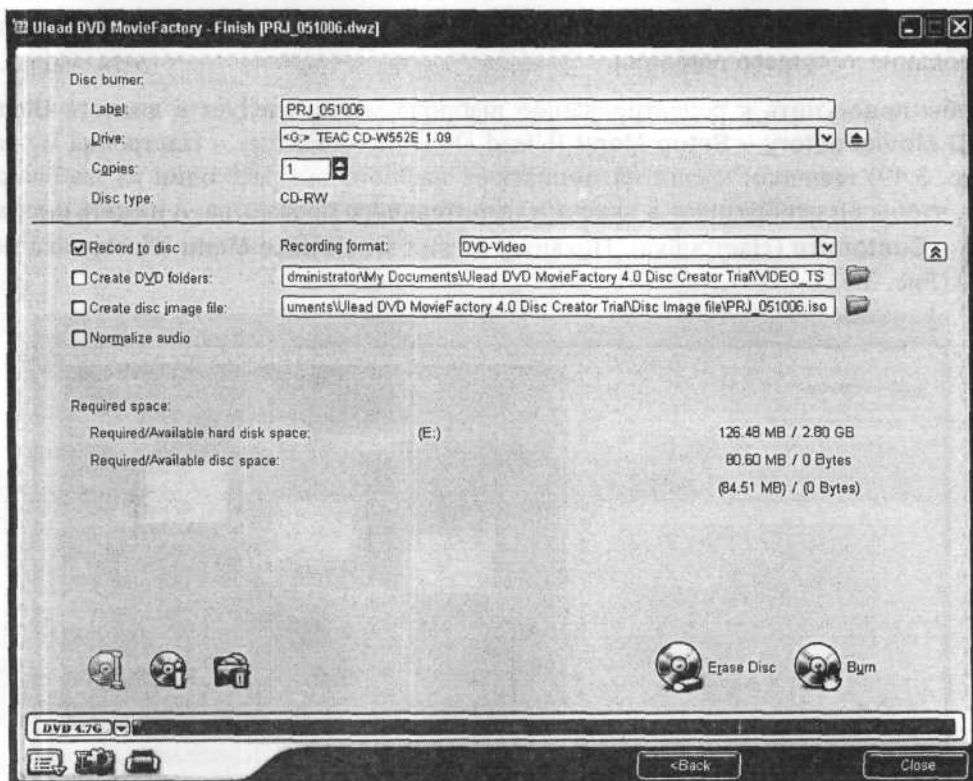 Ulead DVD MovieFactory - Finish [PRJ_051006.dwz]
Disc burner:
Label: PRJ_051006
Drive: <G:> TEAC CD-W552E 1.09
Copies: 1
Disc type: CD-RW
Record to disc Recording format: DVD-Video
Create DVD folders: dministrator\My Documents\Ulead DVD MovieFactory 4.0 Disc Creator Trial\VIDEO_TS
Create disc image file: uments\Ulead DVD MovieFactory 4.0 Disc Creator Trial\Disc Image file\PRJ_051006.iso
Normalize audio
Required space:
Required/Available hard disk space: (E:) 126.48 MB / 2.80 GB
Required/Available disc space: 80.60 MB / 0 Bytes
(84.51 MB) / (0 Bytes)
Erase Disc Burn
DVD 4.7G
<Back Close